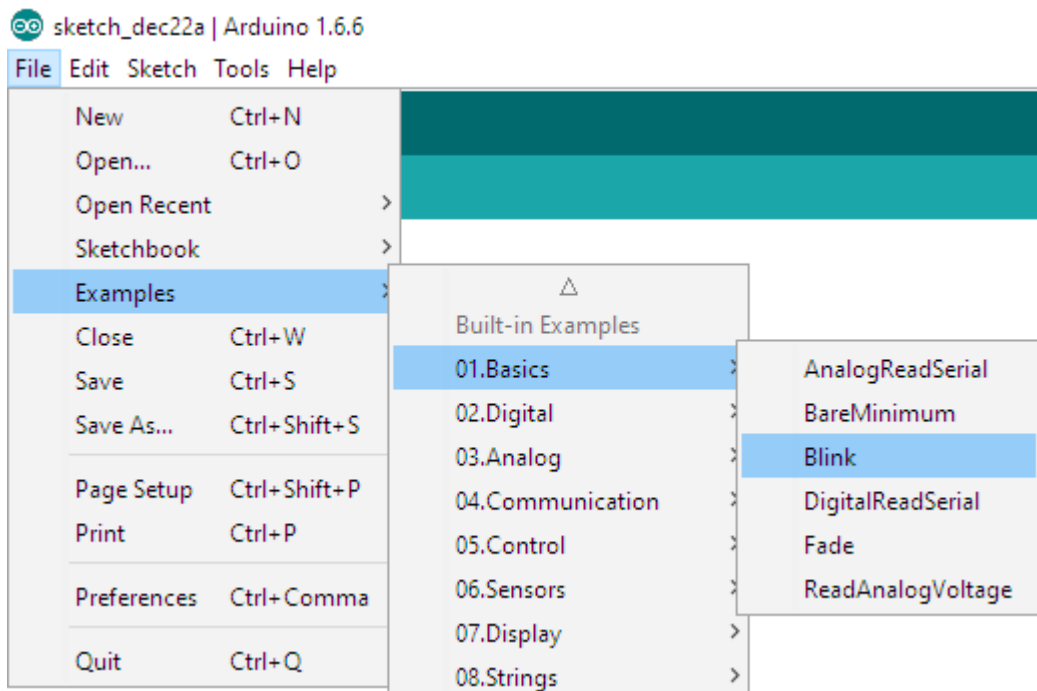 sketch_dec22a | Arduino 1.6.6
File Edit Sketch Tools Help
New Ctrl+N
Open... Ctrl+O
Open Recent
Sketchbook
Examples
Close Ctrl+W
Save Ctrl+S
Save As... Ctrl+Shift+S
Page Setup Ctrl+Shift+P
Print Ctrl+P
Preferences Ctrl+Comma
Quit Ctrl+Q
Built-in Examples
01.Basics
02.Digital
03.Analog
04.Communication
05.Control
06.Sensors
07.Display
08.Strings
AnalogReadSerial
BareMinimum
Blink
DigitalReadSerial
Fade
ReadAnalogVoltage